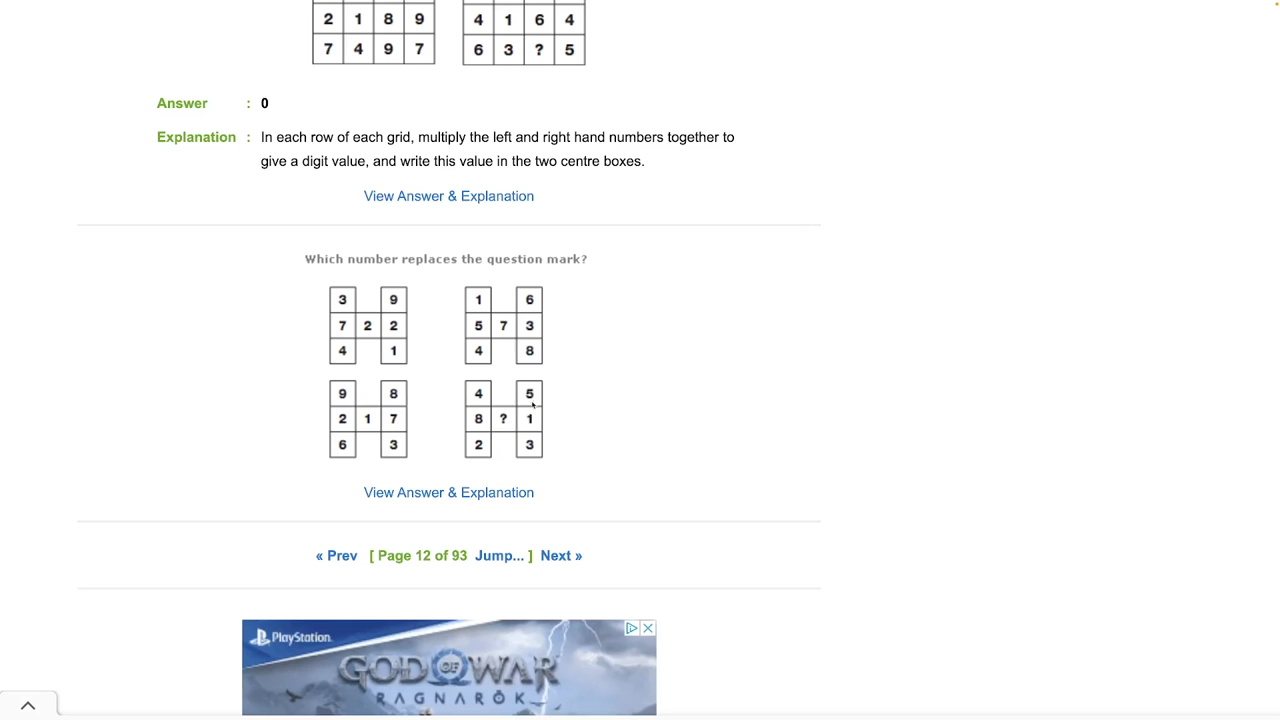 2 1 8 9 4 1 6 4
7 4 9 7 6 3 ? 5
Answer : 0
Explanation : In each row of each grid, multiply the left and right hand numbers together to
give a digit value, and write this value in the two centre boxes.
View Answer & Explanation
Which number replaces the question mark?
3 9 1 6
7 2 2 5 7 3
4 1 4 8
9 8 4 5
2 1 7 8 ? 1
6 3 2 3
View Answer & Explanation
« Prev [ Page 12 of 93 Jump... ] Next »
PlayStation
GOD OF WAR
RAGNARÖK